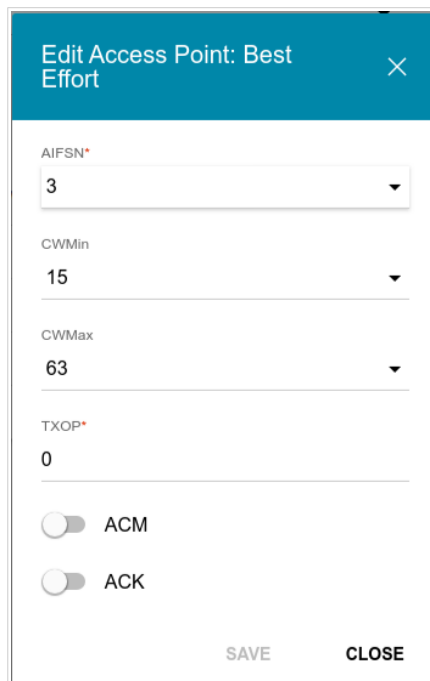 Edit Access Point: Best
Effort
AIFSN*
3
CWMin
15
CWMax
63
TXOP*
0
ACM
ACK
SAVE CLOSE